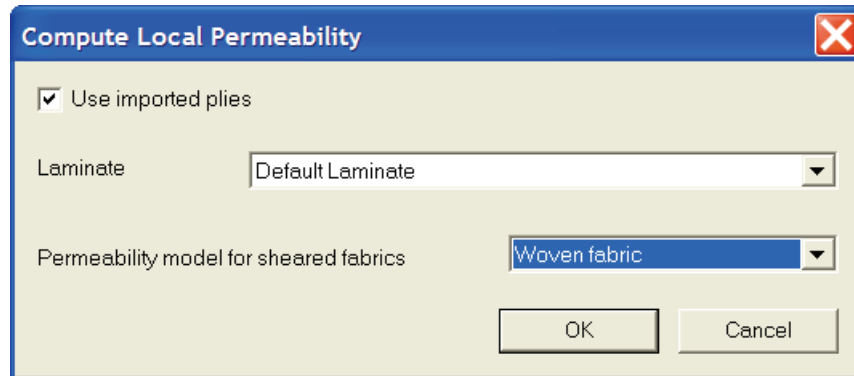 Compute Local Permeability
Use imported plies
Laminate Default Laminate
Permeability model for sheared fabrics Woven fabric
OK Cancel